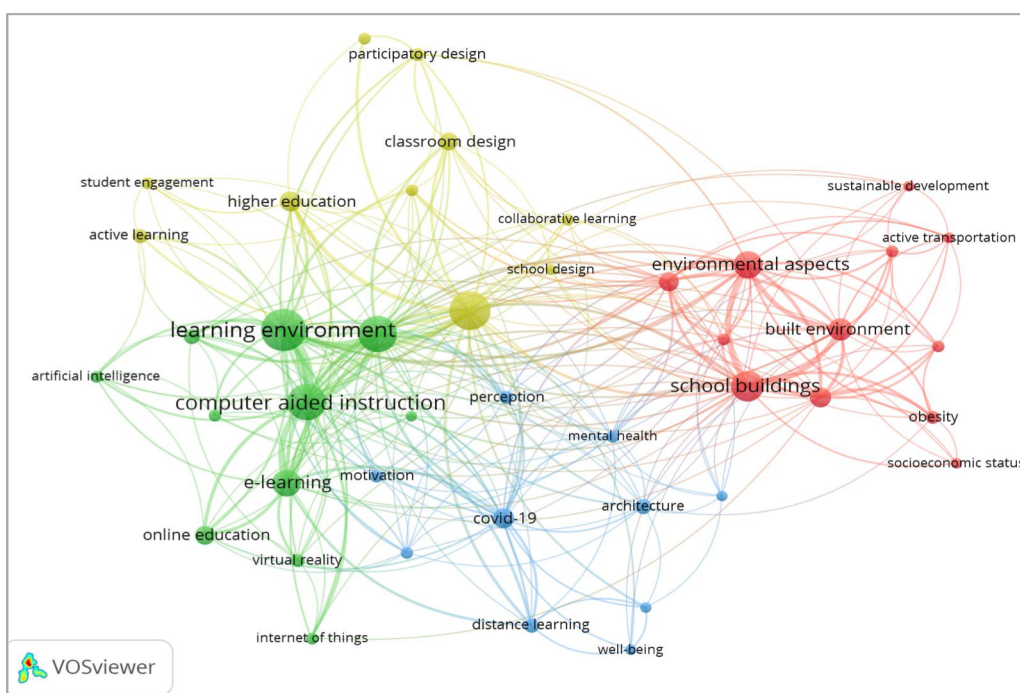 participatory design
classroom design
student engagement
sustainable development
higher education
collaborative learning
active learning
active transportation
environmental aspects
school design
learning environment
built environment
artificial intelligence
school buildings
perception
computer aided instruction
obesity
mental health
socioeconomic status
motivation
e-learning
architecture
covid-19
online education
virtual reality
distance learning
internet of things
well-being
VOSviewer